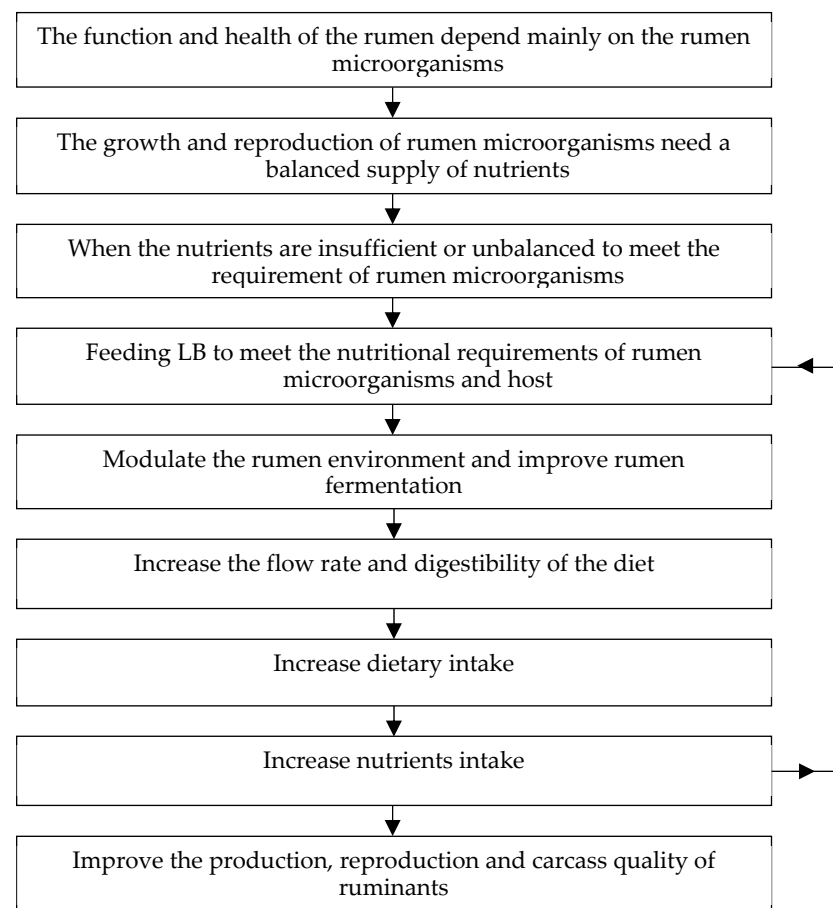 The function and health of the rumen depend mainly on the rumen
microorganisms
The growth and reproduction of rumen microorganisms need a
balanced supply of nutrients
When the nutrients are insufficient or unbalanced to meet the
requirement of rumen microorganisms
Feeding LB to meet the nutritional requirements of rumen
microorganisms and host
Modulate the rumen environment and improve rumen
fermentation
Increase the flow rate and digestibility of the diet
Increase dietary intake
Increase nutrients intake
Improve the production, reproduction and carcass quality of
ruminants